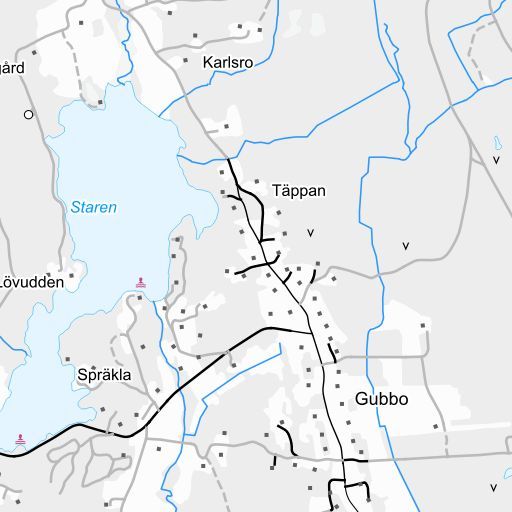 Karlsro
gård
Täppan
Staren
Lövudden
Språkla
Gubbo